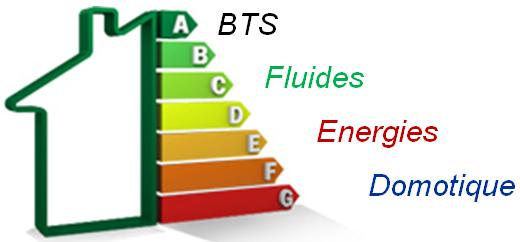 A BTS
B
C Fluides
D
E Energies
F
G Domotique